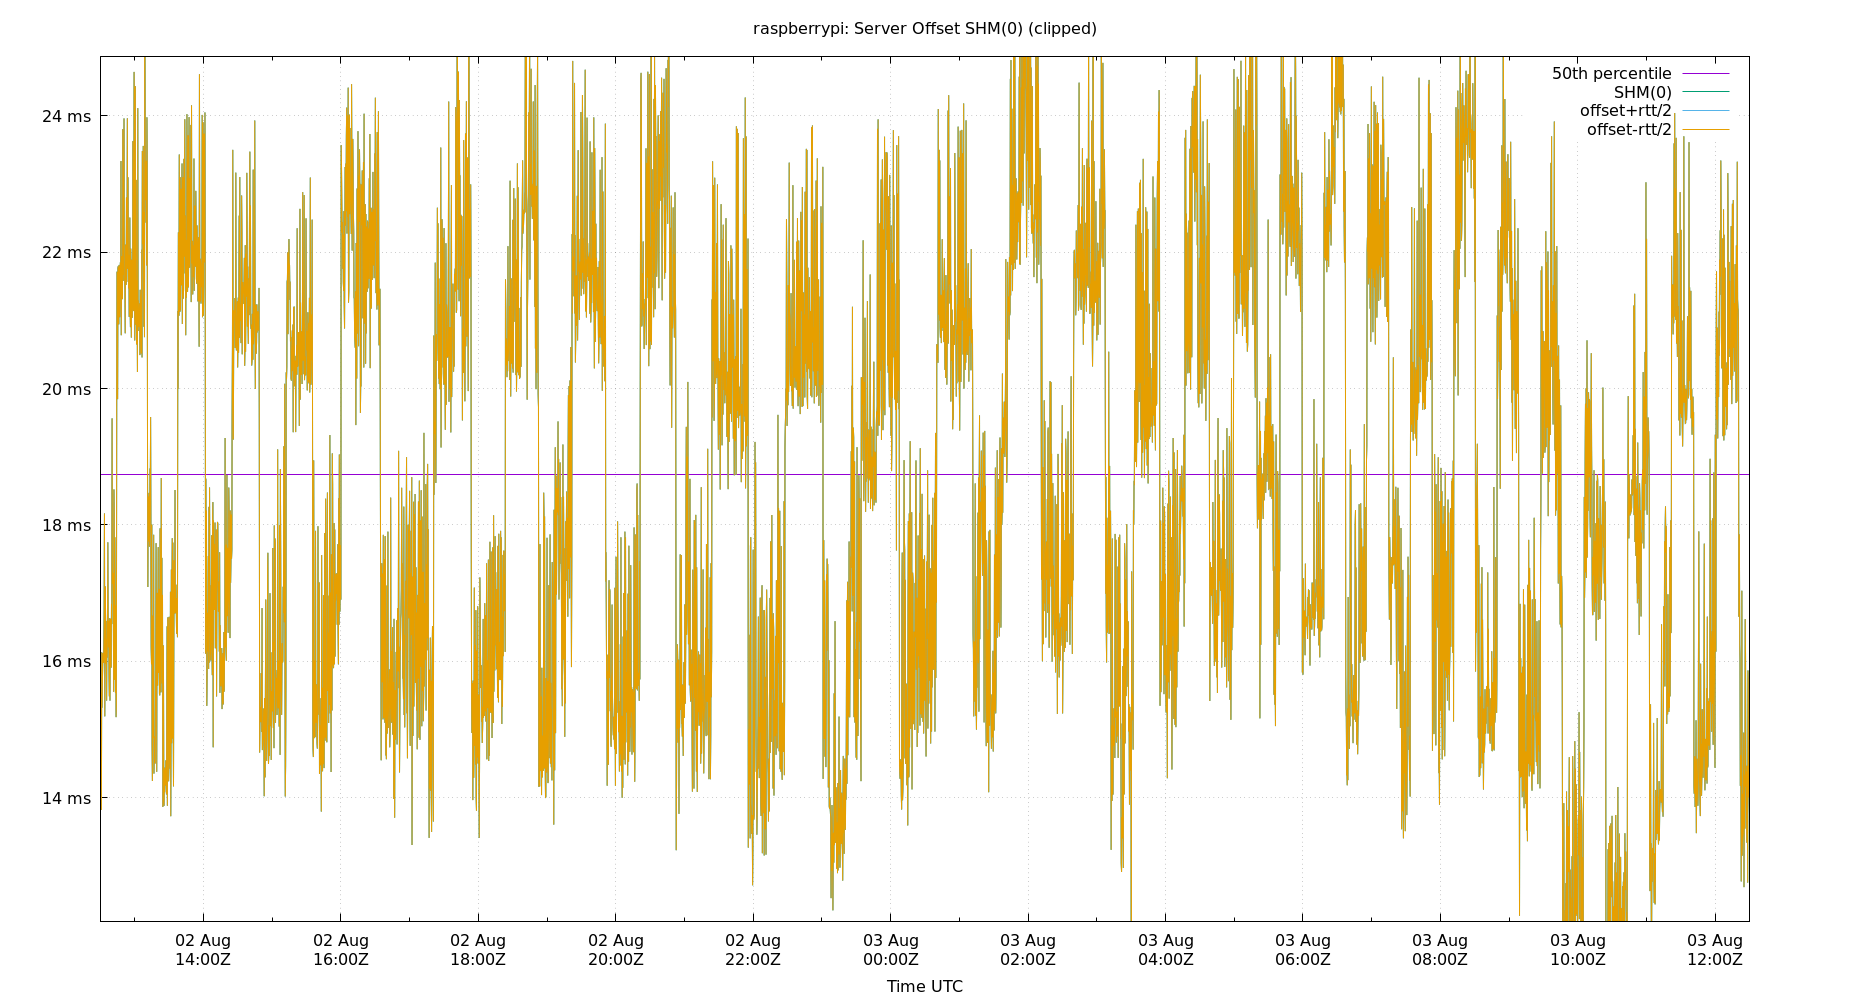 raspberrypi: Server Offset SHM(0) (clipped)
50th percentile
SHM(0)
offset+rtt/2
offset-rtt/2
24 ms
22 ms
20 ms
18 ms
16 ms
14 ms
02 Aug 02 Aug 02 Aug 02 Aug 02 Aug 03 Aug 03 Aug 03 Aug 03 Aug 03 Aug 03 Aug 03 Aug
14:00Z 16:00Z 18:00Z 20:00Z 22:00Z 00:00Z 02:00Z 04:00Z 06:00Z 08:00Z 10:00Z 12:00Z
Time UTC